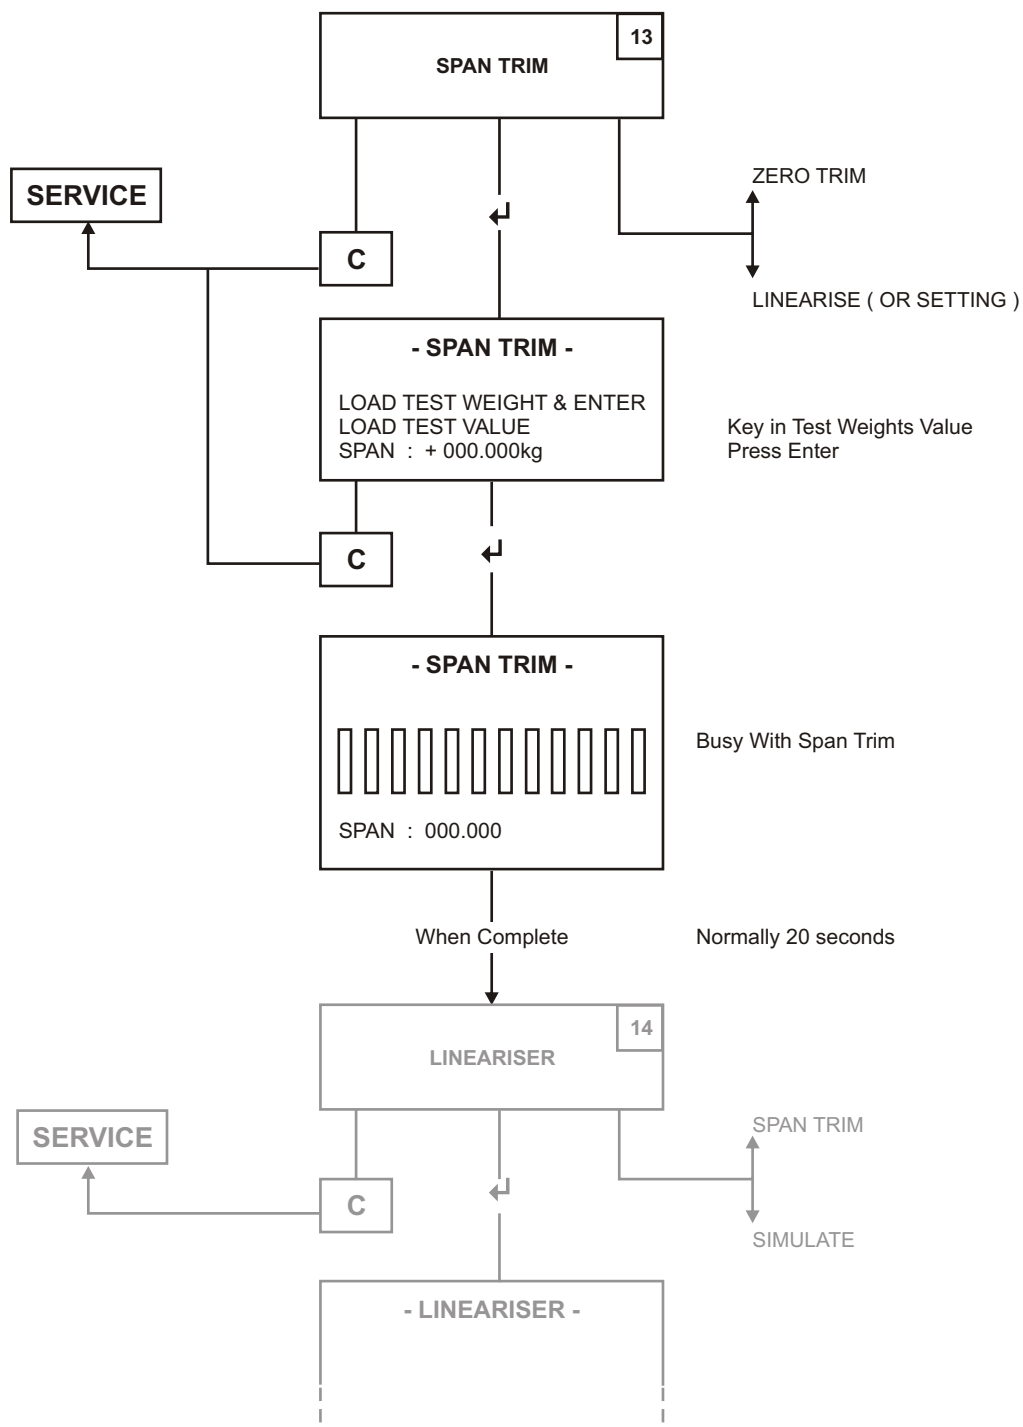 13
SPAN TRIM
ZERO TRIM
SERVICE
C
LINEARISE ( OR SETTING )
- SPAN TRIM -
LOAD TEST WEIGHT & ENTER
LOAD TEST VALUE
SPAN : + 000.000kg
Key in Test Weights Value
Press Enter
C
- SPAN TRIM -
Busy With Span Trim
SPAN : 000.000
When Complete
Normally 20 seconds
14
LINEARISER
SERVICE
SPAN TRIM
C
SIMULATE
- LINEARISER -